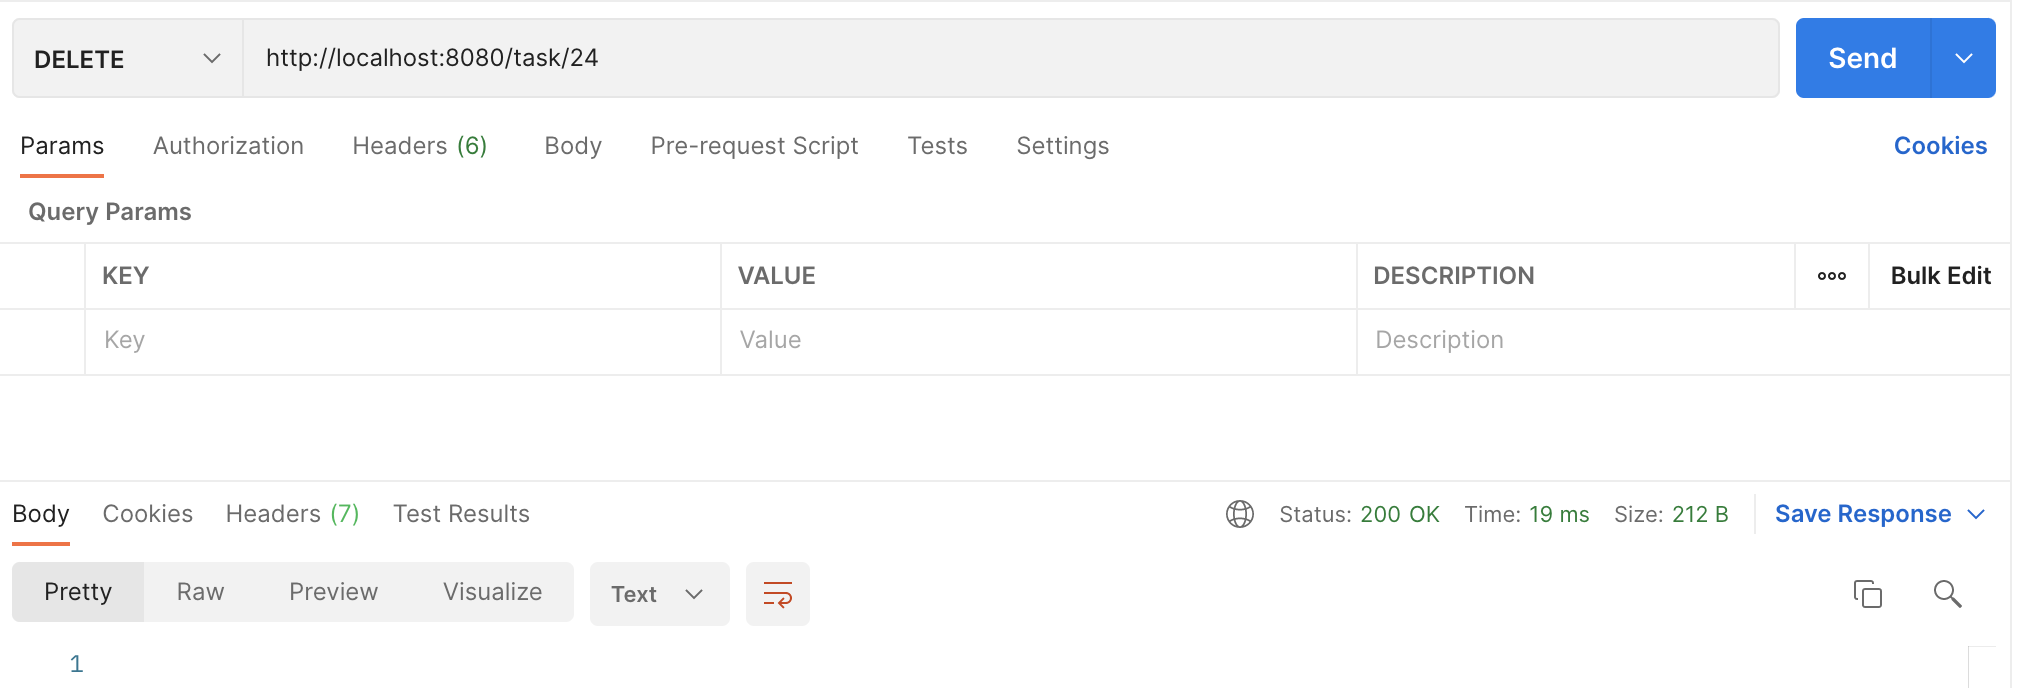 DELETE http://localhost:8080/task/24 Send
Params Authorization Headers (6) Body Pre-request Script Tests Settings Cookies
Query Params
KEY VALUE DESCRIPTION Bulk Edit
Key Value Description
Body Cookies Headers (7) Test Results Status: 200 OK Time: 19 ms Size: 212 B Save Response
Pretty Raw Preview Visualize Text
1